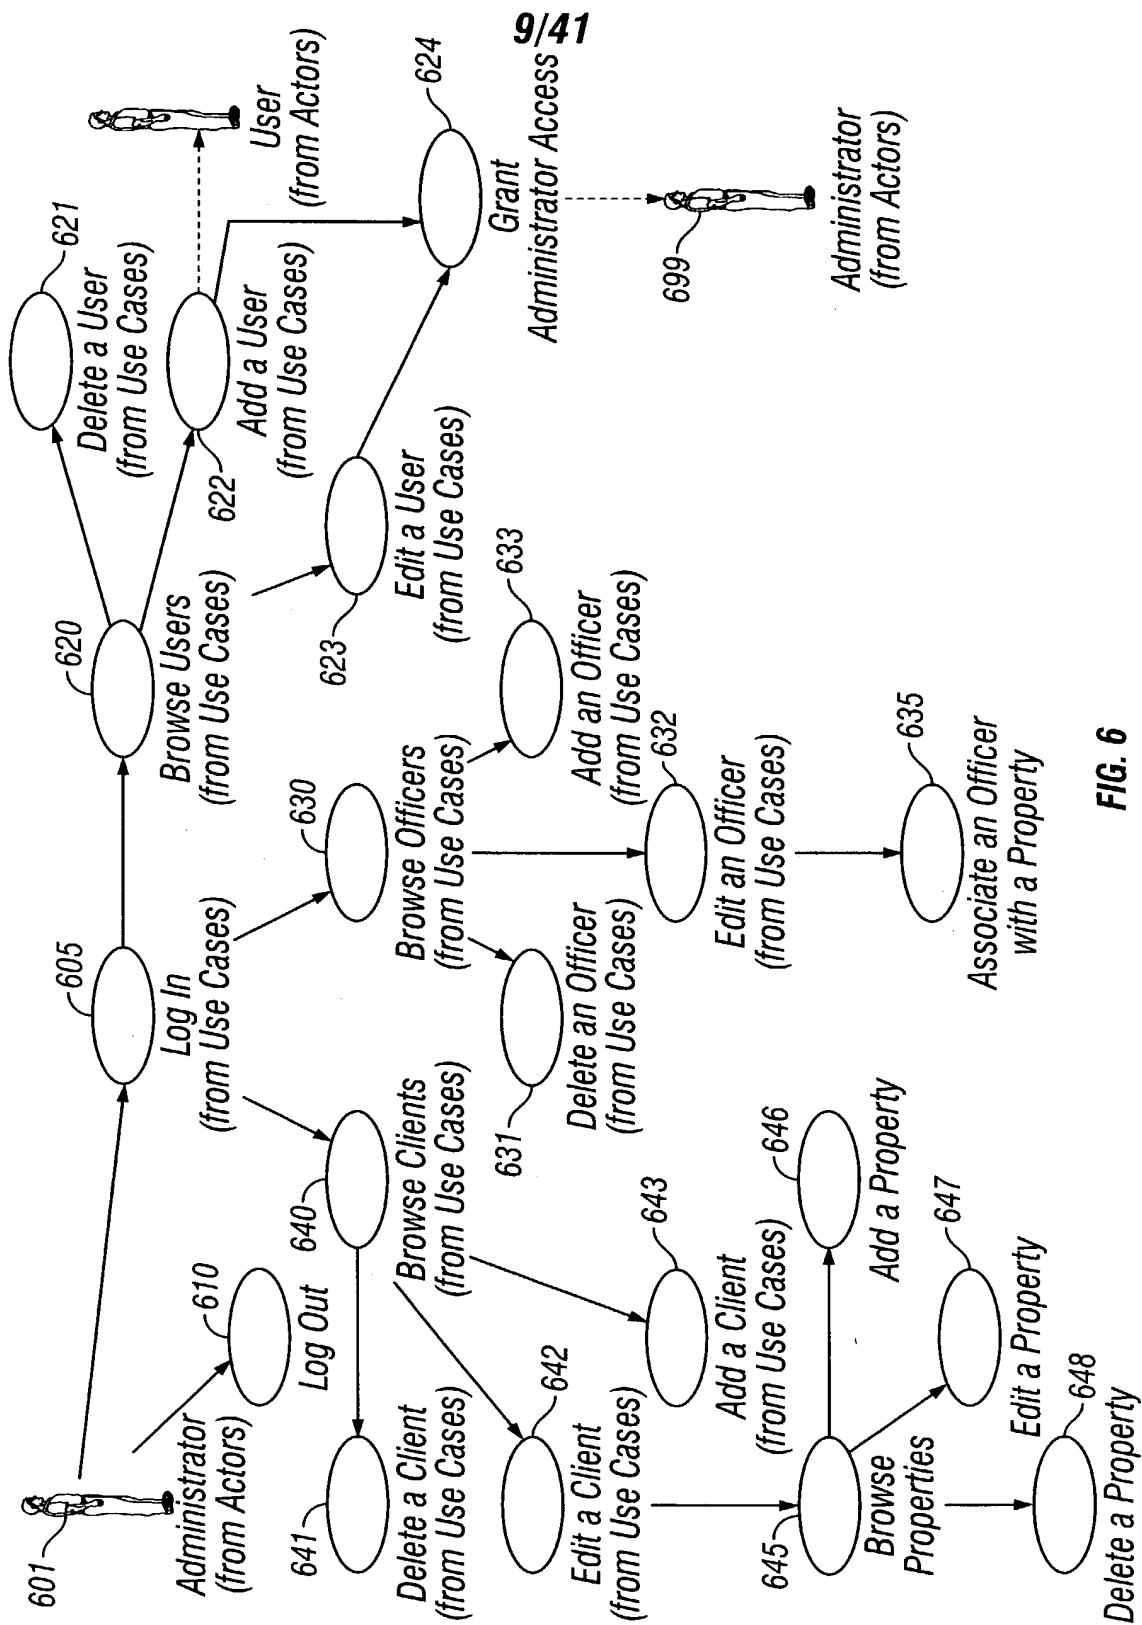 9/41
601
Administrator
(from Actors)
610
Log Out
605
Log In
(from Use Cases)
620
Browse Users
(from Use Cases)
621
Delete a User
(from Use Cases)
622
Add a User
(from Use Cases)
User
(from Actors)
623
Edit a User
(from Use Cases)
624
Grant
Administrator Access
699
Administrator
(from Actors)
630
Browse Officers
(from Use Cases)
631
Delete an Officer
(from Use Cases)
633
Add an Officer
(from Use Cases)
632
Edit an Officer
(from Use Cases)
635
Associate an Officer
with a Property
640
Browse Clients
(from Use Cases)
641
Delete a Client
(from Use Cases)
642
Edit a Client
(from Use Cases)
643
Add a Client
(from Use Cases)
645
Browse
Properties
646
Add a Property
647
Edit a Property
648
Delete a Property
FIG. 6